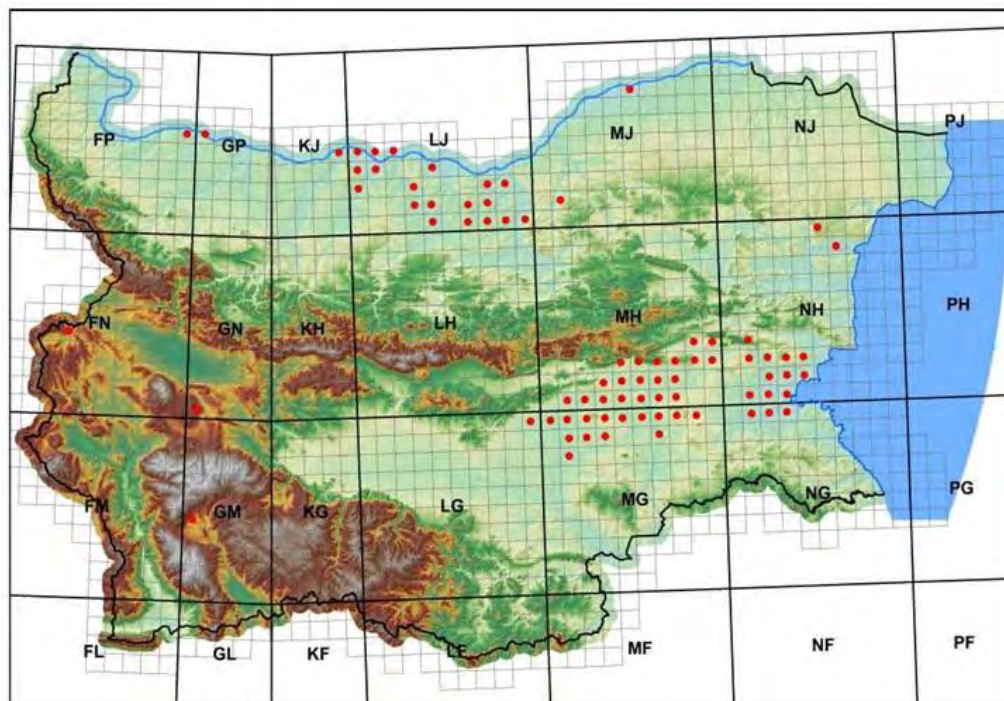 FP GP KJ LJ MJ NJ PJ
FN GN KH LH MH NH PH
FM GM KG LG MG NG PG
FL GL KF LF MF NF PF